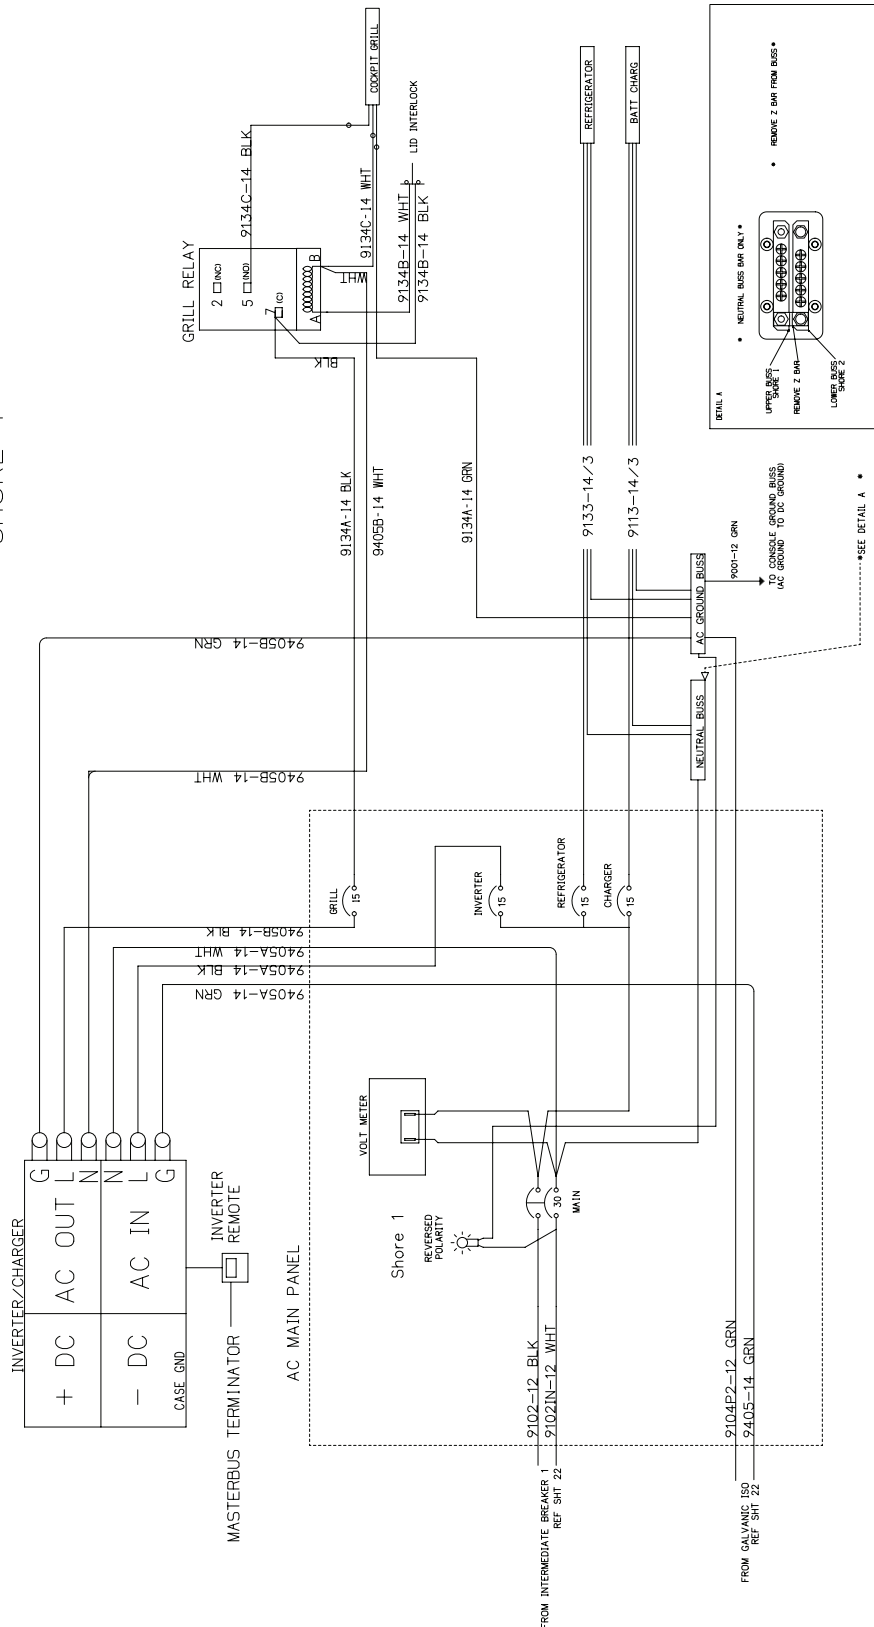 INVERTER/CHARGER
+ DC
AC OUT
G
L
N
- DC
AC IN
N
L
G
CASE GND
INVERTER
REMOTE
MASTERBUS TERMINATOR
AC MAIN PANEL
Shore 1
VOLT METER
REVERSED
POLARITY
30
MAIN
9102-12 BLK
9102IN-12 WHT
FROM INTERMEDIATE BREAKER 1
REF SHT 22
9104P2-12 GRN
9405-14 GRN
FROM GALVANIC ISO
REF SHT 22
9405B-14 GRN
9405B-14 WHT
9405B-14 BLK
9405A-14 WHT
9405A-14 BLK
9405A-14 GRN
GRILL
15
INVERTER
15
REFRIGERATOR
15
CHARGER
15
NEUTRAL BUSS
AC GROUND BUSS
9001-12 GRN
TO CONSOLE GROUND BUSS
(AC GROUND TO DC GROUND)
*SEE DETAIL A *
9134A-14 BLK
9405B-14 WHT
9134A-14 GRN
9133-14/3
9113-14/3
GRILL RELAY
2 (NC)
5 (NO)
7 (C)
A
B
BLK
WHT
9134C-14 BLK
9134C-14 WHT
9134B-14 WHT
9134B-14 BLK
LID INTERLOCK
COCKPIT GRILL
REFRIGERATOR
BATT CHARG
DETAIL A
* NEUTRAL BUSS BAR ONLY *
* REMOVE Z BAR FROM BUSS *
UPPER BUSS
SHORE 1
REMOVE Z BAR
LOWER BUSS
SHORE 2